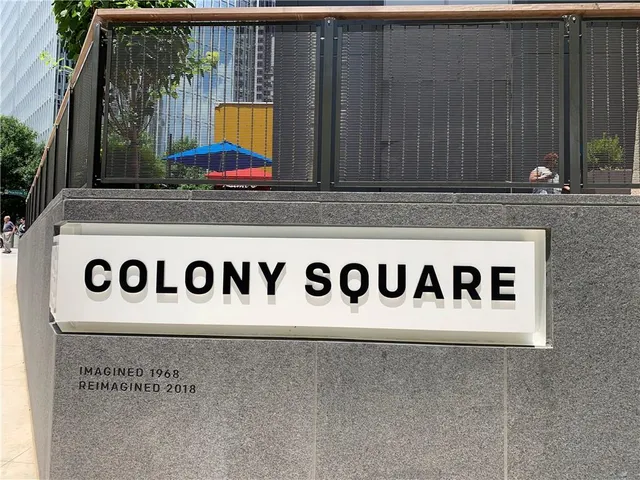 COLONY SQUARE
IMAGINED 1968
REIMAGINED 2018